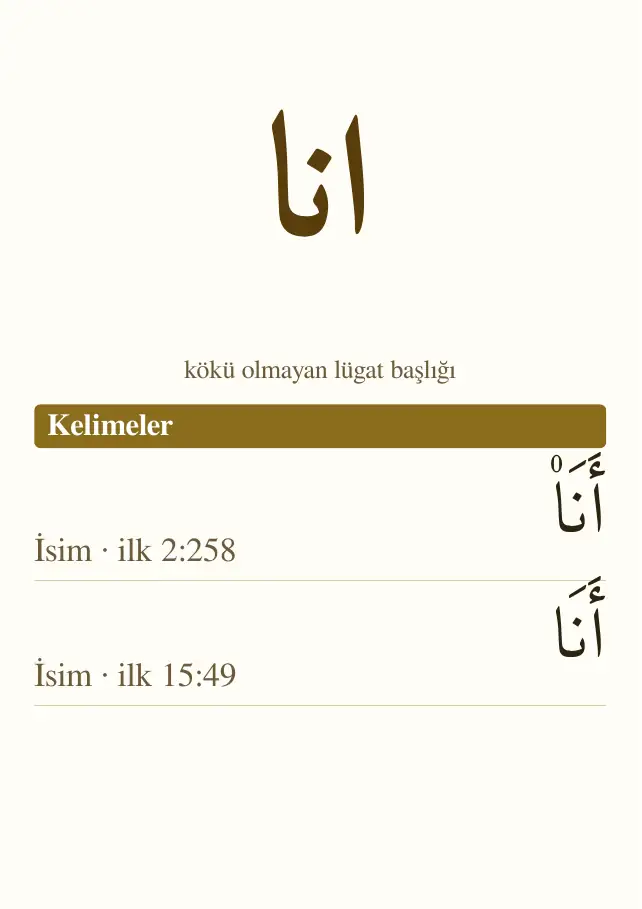 انا
kökü olmayan lügat başlığı
Kelimeler
أَنَا۠
İsim · ilk 2:258
أَنَا
İsim · ilk 15:49